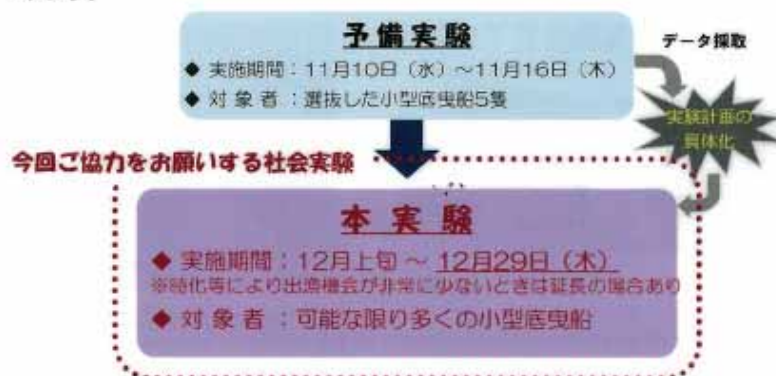 予備実験
◆ 実施期間：11月10日（水）～11月16日（木）
◆ 対象者：選抜した小型底曳船5隻
データ採取
実験計画の
具体化
今回ご協力をお願いする社会実験
本実験
◆ 実施期間：12月上旬 ～ 12月29日（木）
※時化等により出漁機会が非常に少ないときは延長の場合あり
◆ 対象者：可能な限り多くの小型底曳船